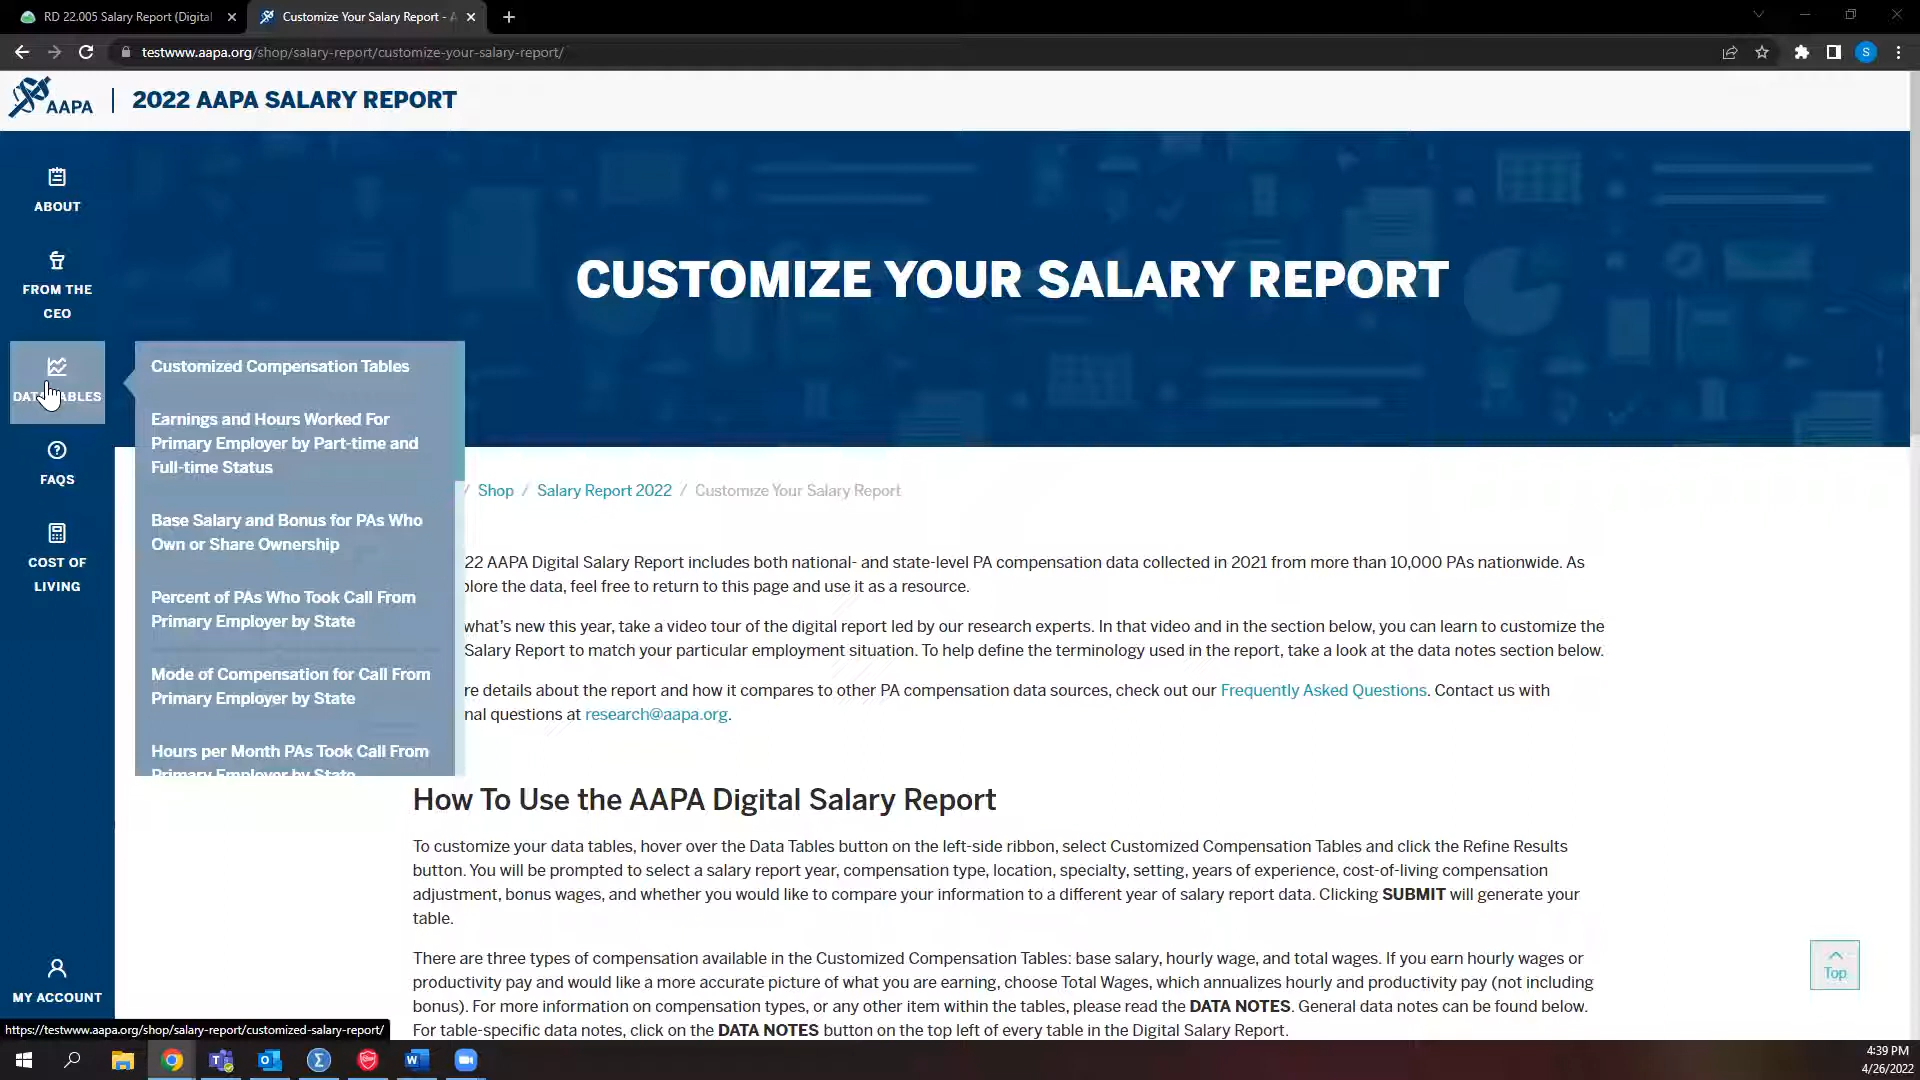 RD 22.005 Salary Report (Digital
Customize Your Salary Report - A
testwww.aapa.org/shop/salary-report/customize-your-salary-report/
S
AAPA
2022 AAPA SALARY REPORT
ABOUT
FROM THE
CEO
DATA TABLES
FAQS
COST OF
LIVING
MY ACCOUNT
CUSTOMIZE YOUR SALARY REPORT
Customized Compensation Tables
Earnings and Hours Worked For
Primary Employer by Part-time and
Full-time Status
Base Salary and Bonus for PAs Who
Own or Share Ownership
Percent of PAs Who Took Call From
Primary Employer by State
Mode of Compensation for Call From
Primary Employer by State
Hours per Month PAs Took Call From
Primary Employer by State
/ Shop / Salary Report 2022 / Customize Your Salary Report
22 AAPA Digital Salary Report includes both national- and state-level PA compensation data collected in 2021 from more than 10,000 PAs nationwide. As
plore the data, feel free to return to this page and use it as a resource.
what's new this year, take a video tour of the digital report led by our research experts. In that video and in the section below, you can learn to customize the
Salary Report to match your particular employment situation. To help define the terminology used in the report, take a look at the data notes section below.
re details about the report and how it compares to other PA compensation data sources, check out our Frequently Asked Questions. Contact us with
nal questions at research@aapa.org.
How To Use the AAPA Digital Salary Report
To customize your data tables, hover over the Data Tables button on the left-side ribbon, select Customized Compensation Tables and click the Refine Results
button. You will be prompted to select a salary report year, compensation type, location, specialty, setting, years of experience, cost-of-living compensation
adjustment, bonus wages, and whether you would like to compare your information to a different year of salary report data. Clicking SUBMIT will generate your
table.
There are three types of compensation available in the Customized Compensation Tables: base salary, hourly wage, and total wages. If you earn hourly wages or
productivity pay and would like a more accurate picture of what you are earning, choose Total Wages, which annualizes hourly and productivity pay (not including
bonus). For more information on compensation types, or any other item within the tables, please read the DATA NOTES. General data notes can be found below.
For table-specific data notes, click on the DATA NOTES button on the top left of every table in the Digital Salary Report.
Top
https://testwww.aapa.org/shop/salary-report/customized-salary-report/
4:39 PM
4/26/2022